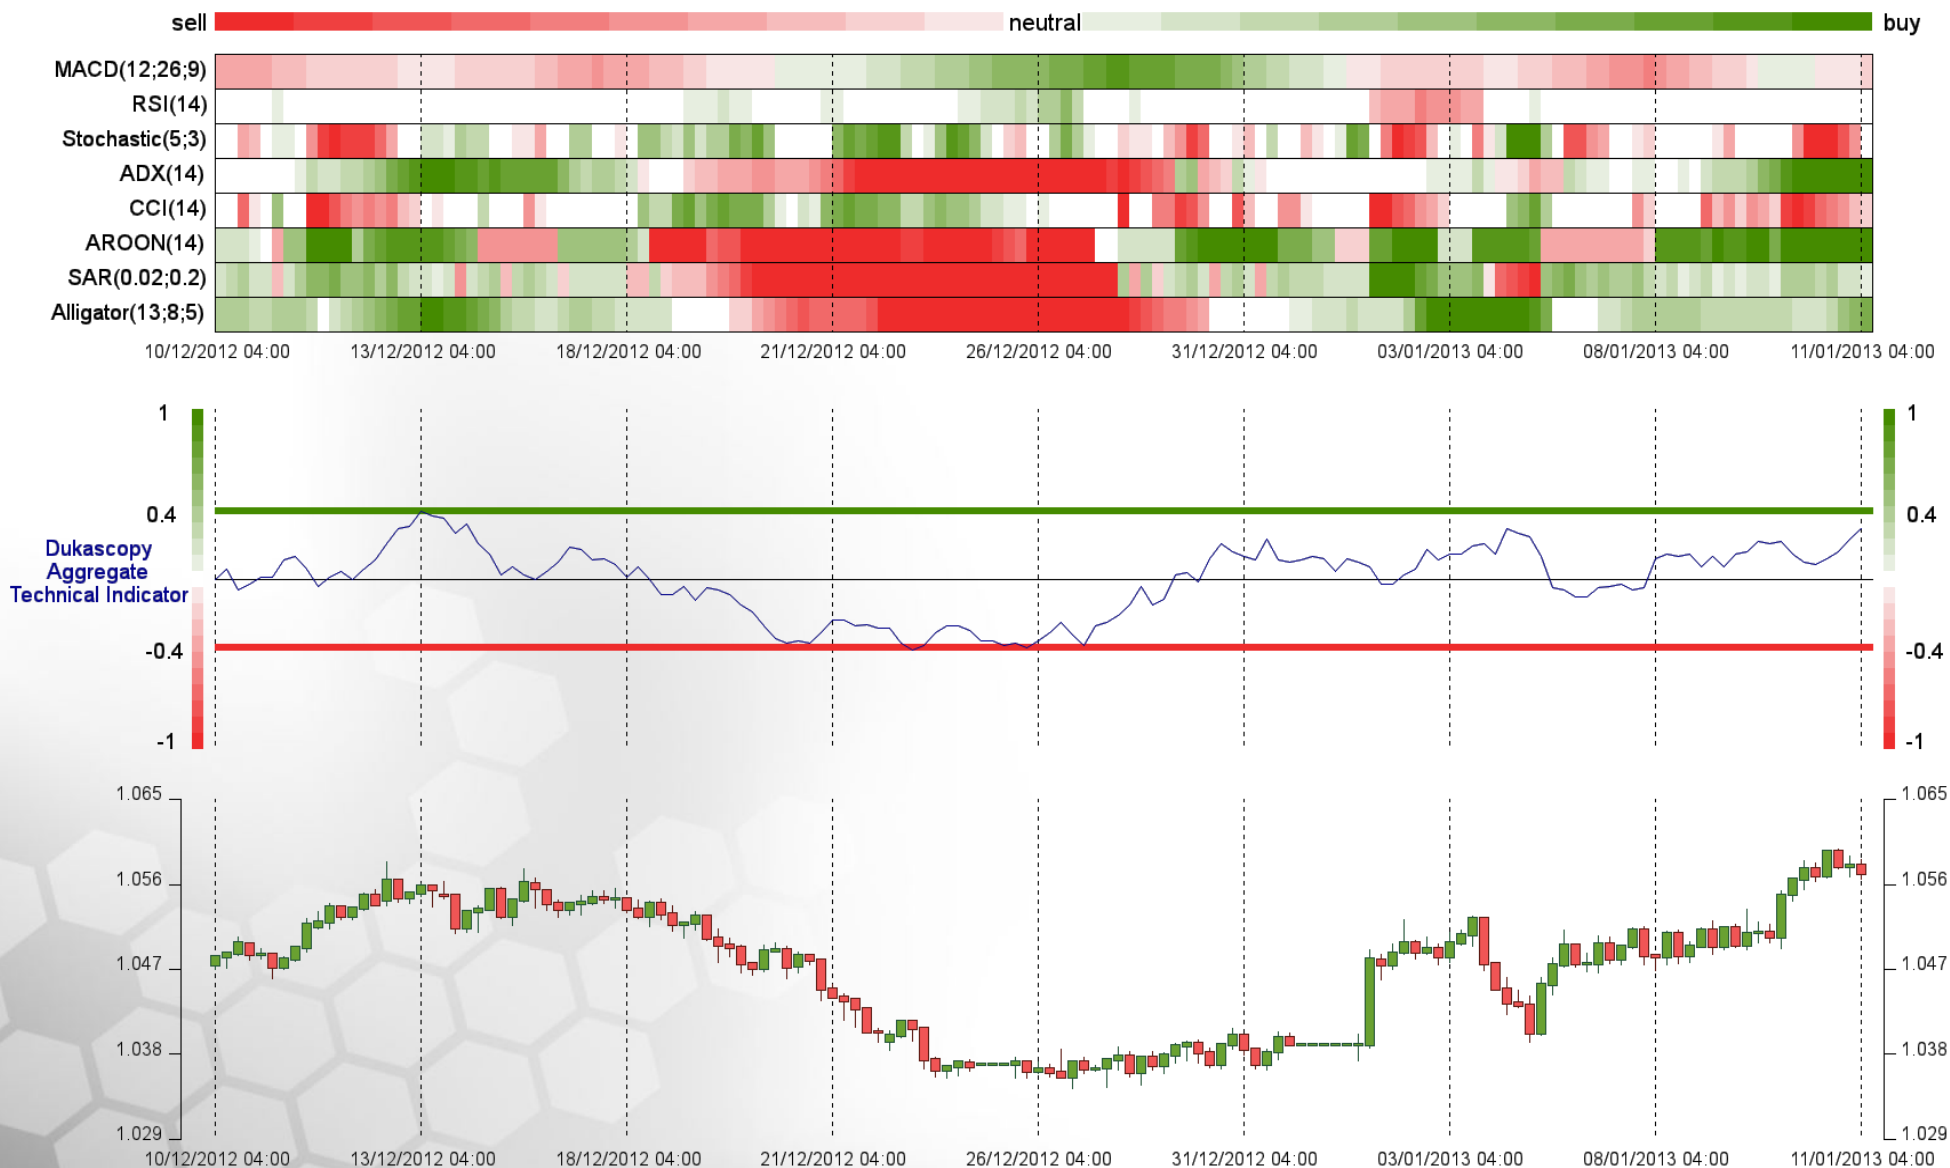 sell neutral buy
MACD(12;26;9)
RSI(14)
Stochastic(5;3)
ADX(14)
CCI(14)
AROON(14)
SAR(0.02;0.2)
Alligator(13;8;5)
10/12/2012 04:00 13/12/2012 04:00 18/12/2012 04:00 21/12/2012 04:00 26/12/2012 04:00 31/12/2012 04:00 03/01/2013 04:00 08/01/2013 04:00 11/01/2013 04:00
1 1
0.4 0.4
Dukascopy
Aggregate
Technical Indicator
-0.4 -0.4
-1 -1
1.065 1.065
1.056 1.056
1.047 1.047
1.038 1.038
1.029 1.029
10/12/2012 04:00 13/12/2012 04:00 18/12/2012 04:00 21/12/2012 04:00 26/12/2012 04:00 31/12/2012 04:00 03/01/2013 04:00 08/01/2013 04:00 11/01/2013 04:00